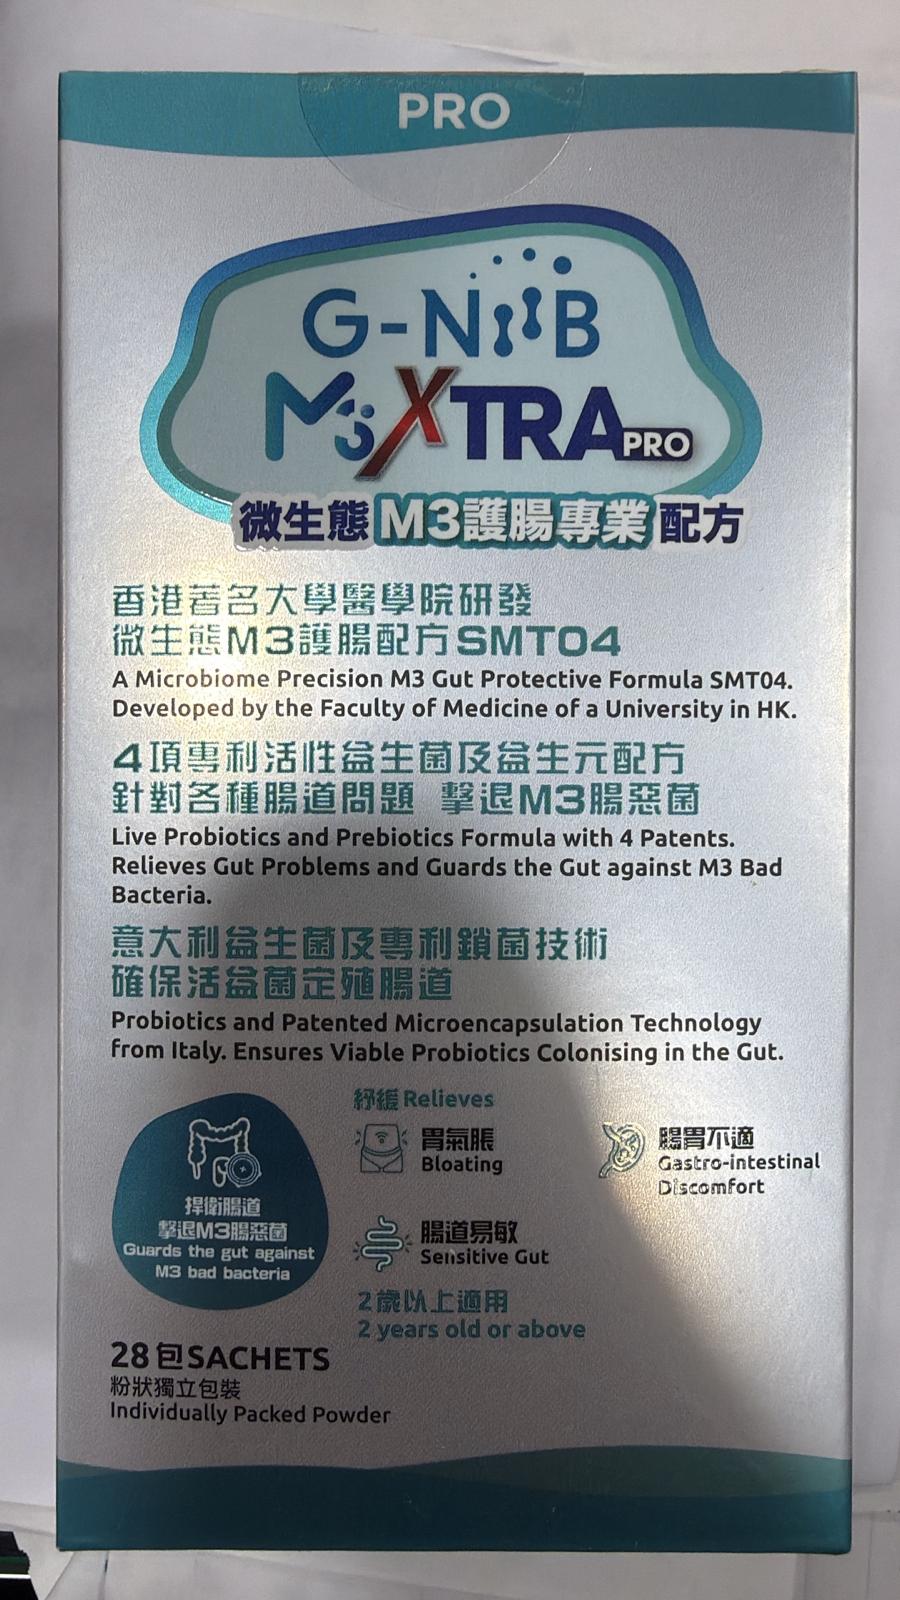 PRO
G-NiiB
M3XTRA PRO
微生態 M3護腸專業 配方
香港著名大學醫學院研發
微生態M3護腸配方SMT04
A Microbiome Precision M3 Gut Protective Formula SMT04.
Developed by the Faculty of Medicine of a University in HK.
4項專利活性益生菌及益生元配方
針對各種腸道問題 擊退M3腸惡菌
Live Probiotics and Prebiotics Formula with 4 Patents.
Relieves Gut Problems and Guards the Gut against M3 Bad
Bacteria.
意大利益生菌及專利鎖菌技術
確保活益菌定殖腸道
Probiotics and Patented Microencapsulation Technology
from Italy. Ensures Viable Probiotics Colonising in the Gut.
捍衛腸道
擊退M3腸惡菌
Guards the gut against
M3 bad bacteria
紓緩 Relieves
胃氣脹
Bloating
腸胃不適
Gastro-intestinal
Discomfort
腸道易敏
Sensitive Gut
2歲以上適用
2 years old or above
28包SACHETS
粉狀獨立包裝
Individually Packed Powder